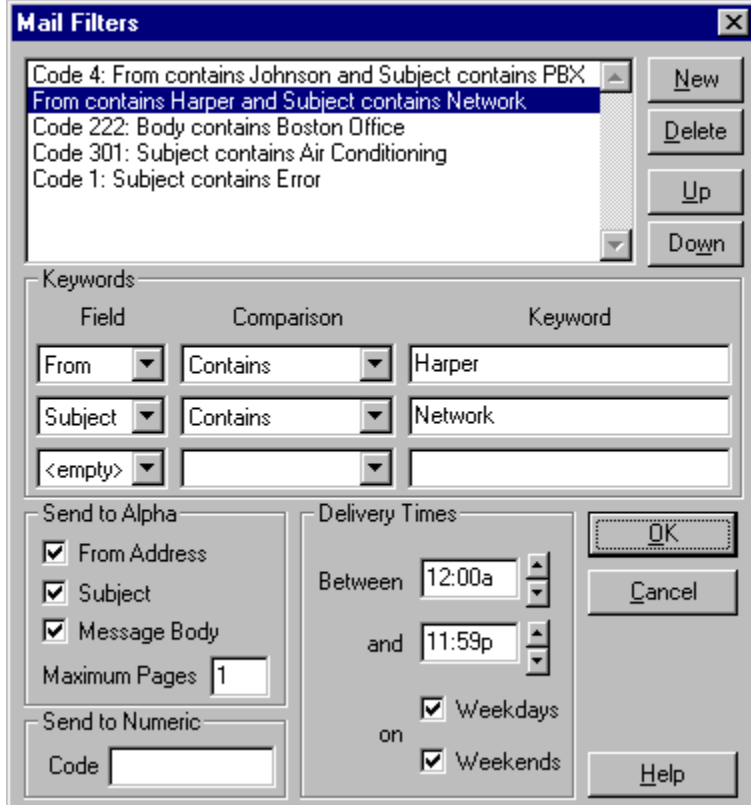 Mail Filters
Code 4: From contains Johnson and Subject contains PBX
From contains Harper and Subject contains Network
Code 222: Body contains Boston Office
Code 301: Subject contains Air Conditioning
Code 1: Subject contains Error
New
Delete
Up
Down
Keywords
Field Comparison Keyword
From Contains Harper
Subject Contains Network
<empty>
Send to Alpha
From Address
Subject
Message Body
Maximum Pages 1
Send to Numeric
Code
Delivery Times
Between 12:00a
and 11:59p
on
Weekdays
Weekends
OK
Cancel
Help